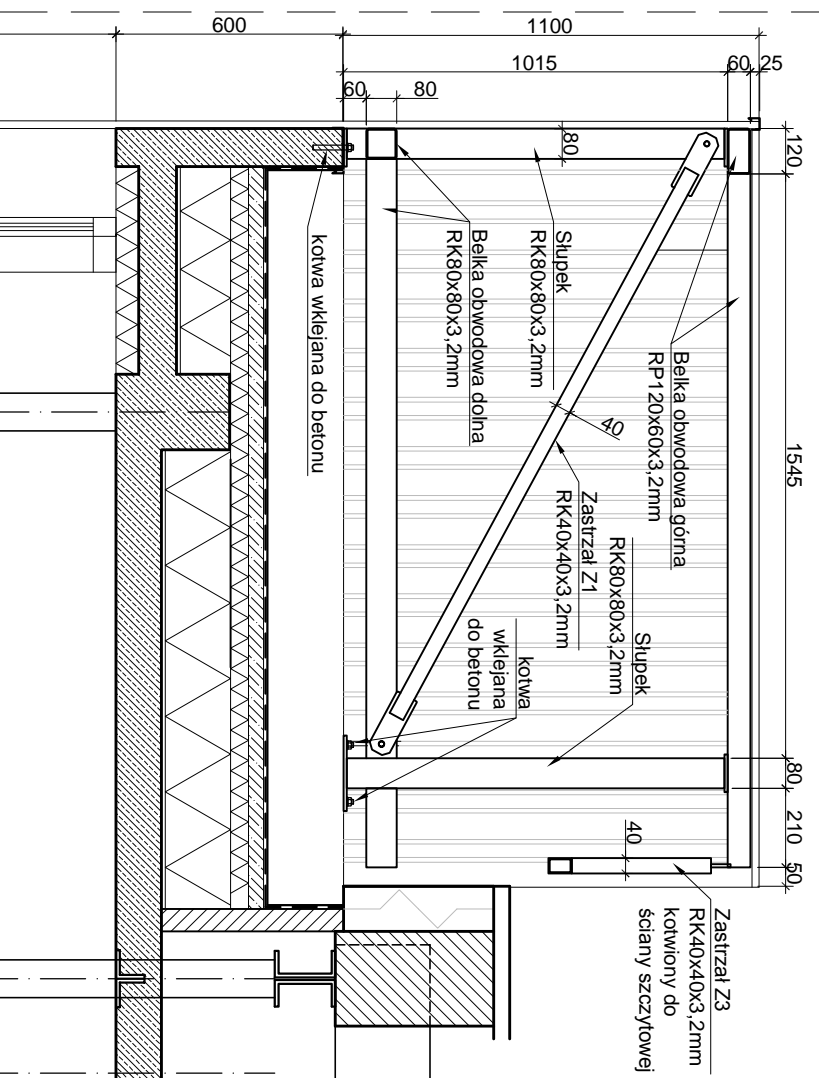 600
1100
1015
60
25
60
80
120
80
kotwa wklejana do betonu
Belka obwodowa dolna
RK80x80x3,2mm
Słupek
RK80x80x3,2mm
Belka obwodowa górna
RP120x60x3,2mm
40
1545
Zastrzał Z1
RK40x40x3,2mm
Słupek
RK80x80x3,2mm
kotwa
wklejana
do betonu
80
210
50
40
Zastrzał Z3
RK40x40x3,2mm
kotwiony do
ściany szczytowej